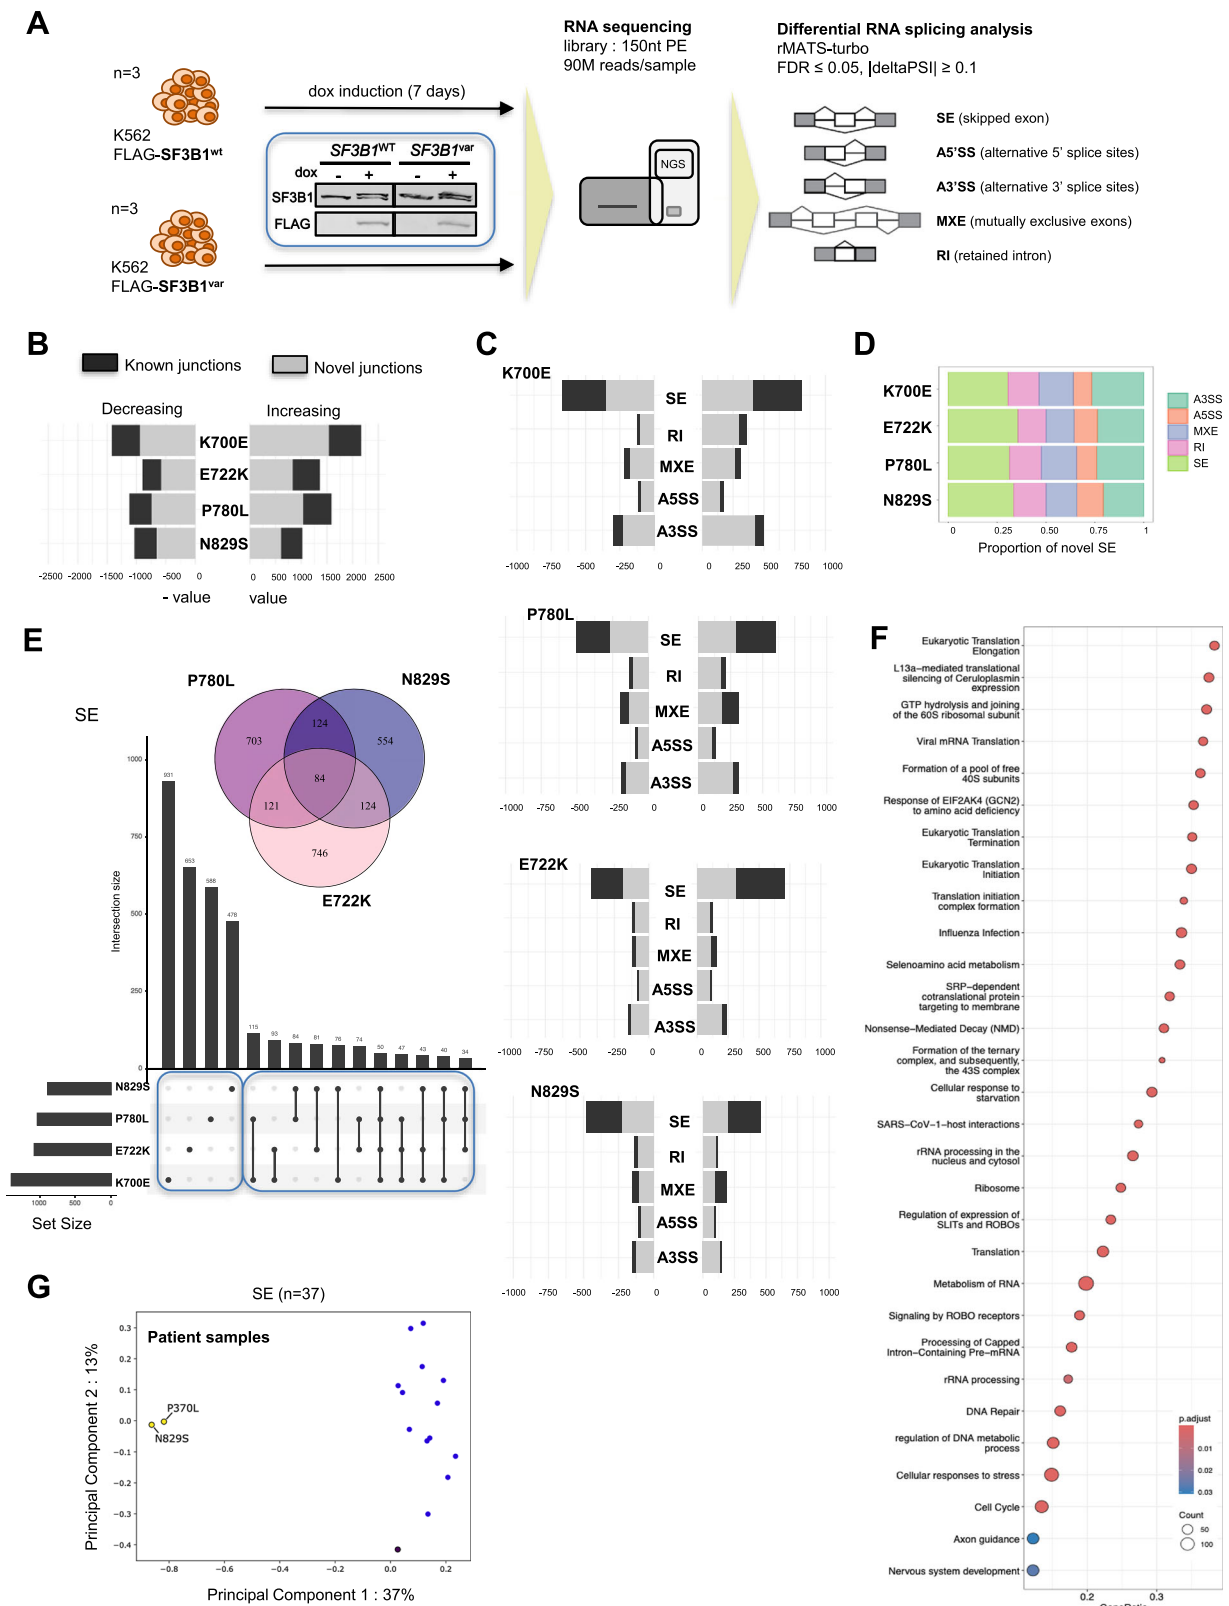 A
n=3
K562
FLAG-SF3B1wt
n=3
K562
FLAG-SF3B1var
dox induction (7 days)
SF3B1WT SF3B1var
dox - + - +
SF3B1
FLAG
RNA sequencing
library : 150nt PE
90M reads/sample
NGS
Differential RNA splicing analysis
rMATS-turbo
FDR ≤ 0.05, |deltaPSI| ≥ 0.1
SE (skipped exon)
A5'SS (alternative 5' splice sites)
A3'SS (alternative 3' splice sites)
MXE (mutually exclusive exons)
RI (retained intron)
B
Known junctions
Novel junctions
Decreasing
Increasing
K700E
E722K
P780L
N829S
-2500 -2000 -1500 -1000 -500 0 0 500 1000 1500 2000 2500
- value
value
C
K700E
SE
RI
MXE
A5SS
A3SS
-1000 -750 -500 -250 0 0 250 500 750 1000
P780L
SE
RI
MXE
A5SS
A3SS
-1000 -750 -500 -250 0 0 250 500 750 1000
E722K
SE
RI
MXE
A5SS
A3SS
-1000 -750 -500 -250 0 0 250 500 750 1000
N829S
SE
RI
MXE
A5SS
A3SS
-1000 -750 -500 -250 0 0 250 500 750 1000
D
K700E
E722K
P780L
N829S
0 0.25 0.50 0.75 1
Proportion of novel SE
A3SS
A5SS
MXE
RI
SE
E
SE
P780L
N829S
E722K
703
124
554
84
121
124
746
Intersection size
1000
750
500
250
0
931
653
588
478
115
93
84
81
76
74
50
47
43
40
34
N829S
P780L
E722K
K700E
1000 500 0
Set Size
F
Eukaryotic Translation
Elongation
L13a-mediated translational
silencing of Ceruloplasmin
expression
GTP hydrolysis and joining
of the 60S ribosomal subunit
Viral mRNA Translation
Formation of a pool of free
40S subunits
Response of EIF2AK4 (GCN2)
to amino acid deficiency
Eukaryotic Translation
Termination
Eukaryotic Translation
Initiation
Translation initiation
complex formation
Influenza Infection
Selenoamino acid metabolism
SRP-dependent
cotranslational protein
targeting to membrane
Nonsense-Mediated Decay (NMD)
Formation of the ternary
complex, and subsequently,
the 43S complex
Cellular response to
starvation
SARS-CoV-1-host interactions
rRNA processing in the
nucleus and cytosol
Ribosome
Regulation of expression of
SLITs and ROBOs
Translation
Metabolism of RNA
Signaling by ROBO receptors
Processing of Capped
Intron-Containing Pre-mRNA
rRNA processing
DNA Repair
regulation of DNA metabolic
process
Cellular responses to stress
Cell Cycle
Axon guidance
Nervous system development
p.adjust
0.01
0.02
0.03
Count
50
100
0.2 0.3
GeneRatio
G
SE (n=37)
Patient samples
P370L
N829S
Principal Component 2 : 13%
0.3
0.2
0.1
0.0
−0.1
−0.2
−0.3
−0.4
−0.8 −0.6 −0.4 −0.2 0.0 0.2
Principal Component 1 : 37%